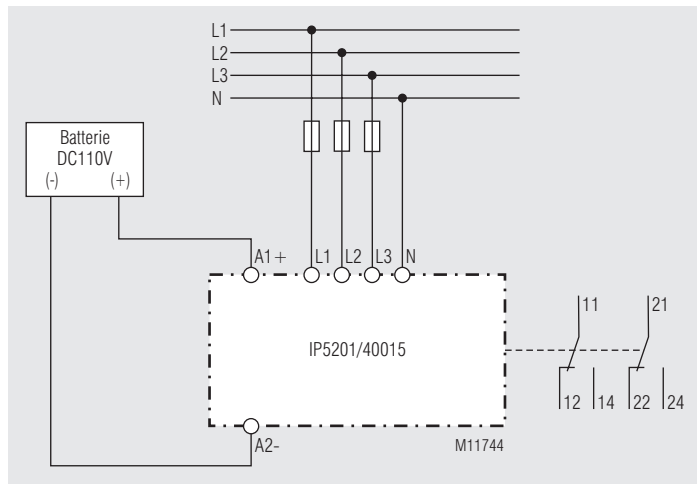 L1
L2
L3
N
Batterie
DC110V
(-) (+)
A1+ L1 L2 L3 N
11 21
IP5201/40015
12 14 22 24
A2-
M11744